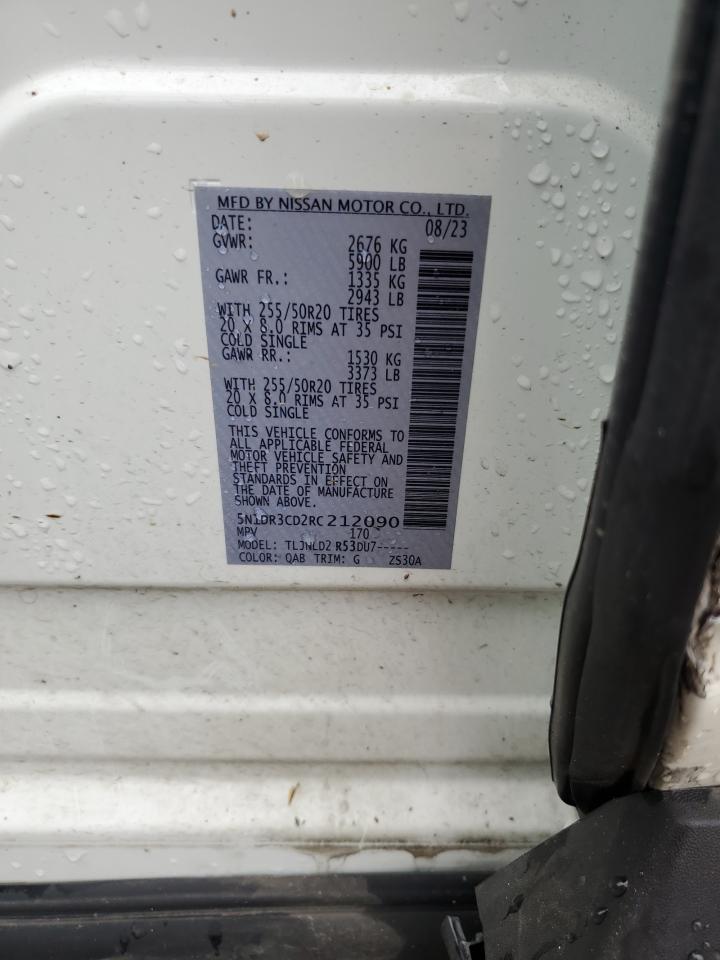 MFD BY NISSAN MOTOR CO., LTD.
DATE: 08/23
GVWR: 2676 KG
5900 LB
GAWR FR.: 1335 KG
2943 LB
WITH 255/50R20 TIRES
20 X 8.0 RIMS AT 35 PSI
COLD SINGLE
GAWR RR.: 1530 KG
3373 LB
WITH 255/50R20 TIRES
20 X 8.0 RIMS AT 35 PSI
COLD SINGLE
THIS VEHICLE CONFORMS TO
ALL APPLICABLE FEDERAL
MOTOR VEHICLE SAFETY AND
THEFT PREVENTION
STANDARDS IN EFFECT ON
THE DATE OF MANUFACTURE
SHOWN ABOVE.
5N1DR3CD2RC212090
MPV 170
MODEL: TLJNLD2 R53DU7-----
COLOR: QAB TRIM: G ZS30A